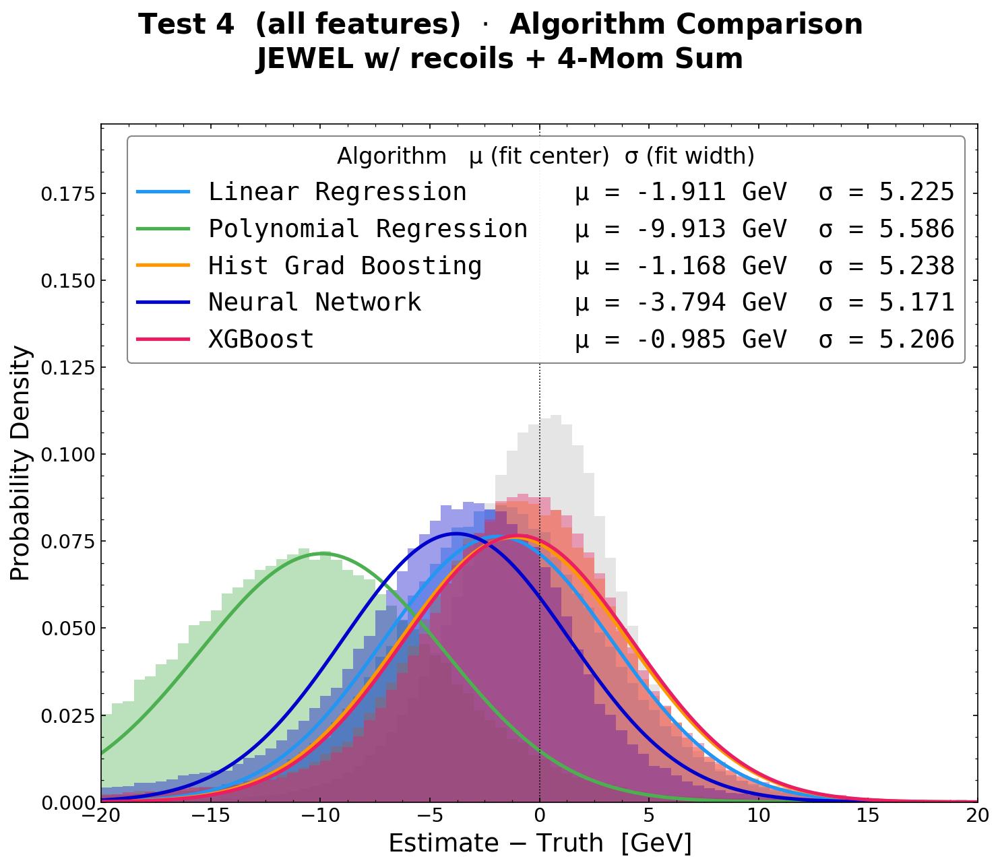 Test 4 (all features) · Algorithm Comparison
JEWEL w/ recoils + 4-Mom Sum
Algorithm μ (fit center) σ (fit width)
Linear Regression μ = -1.911 GeV σ = 5.225
Polynomial Regression μ = -9.913 GeV σ = 5.586
Hist Grad Boosting μ = -1.168 GeV σ = 5.238
Neural Network μ = -3.794 GeV σ = 5.171
XGBoost μ = -0.985 GeV σ = 5.206
Probability Density
0.175
0.150
0.125
0.100
0.075
0.050
0.025
0.000
−20 −15 −10 −5 0 5 10 15 20
Estimate − Truth [GeV]